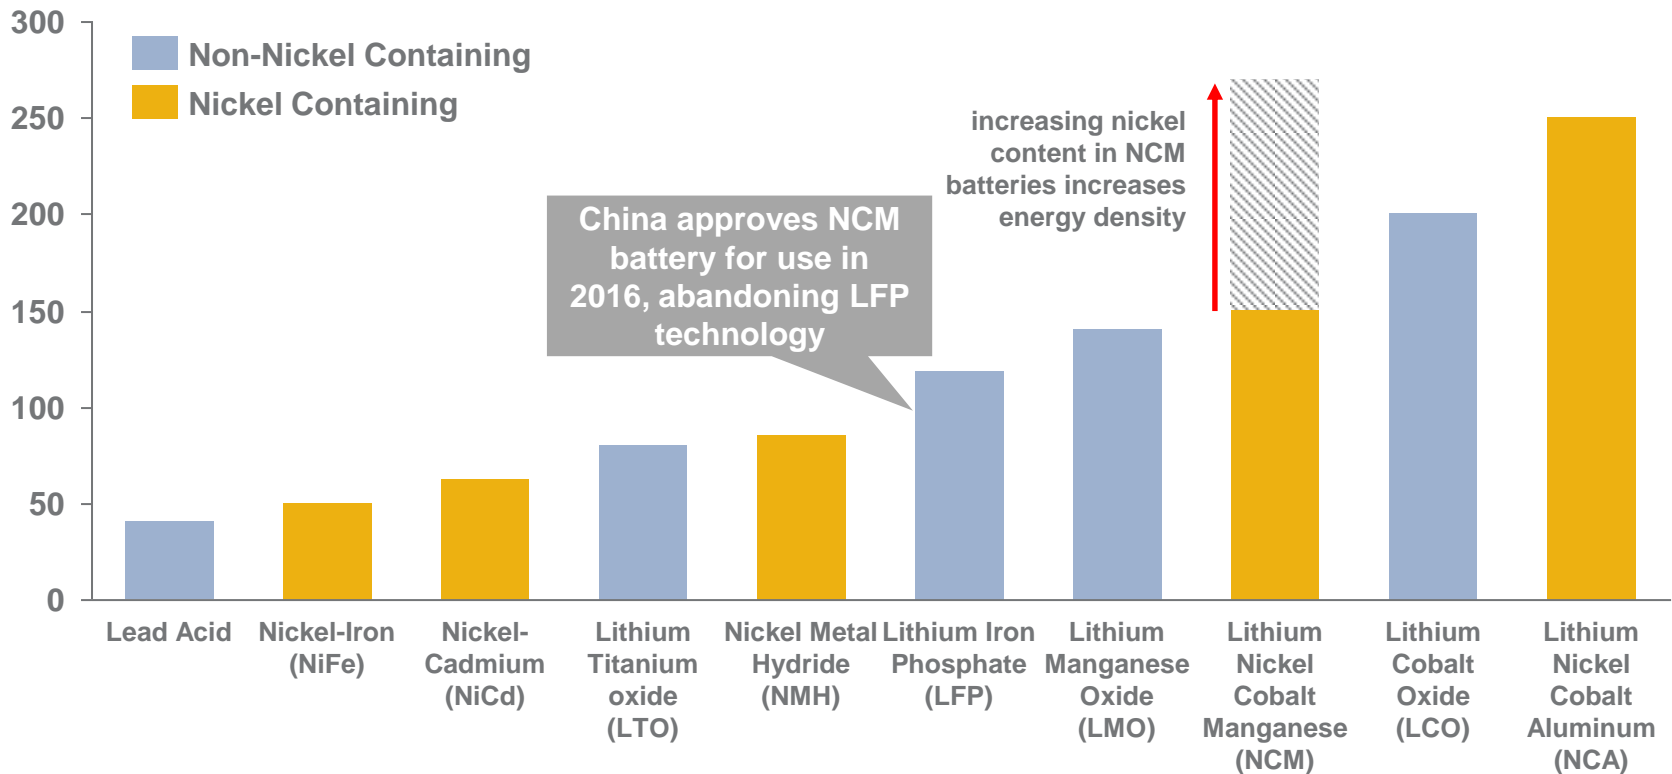 300
250
200
150
100
50
0
Non-Nickel Containing
Nickel Containing
increasing nickel
content in NCM
batteries increases
energy density
China approves NCM
battery for use in
2016, abandoning LFP
technology
Lead Acid
Nickel-Iron
(NiFe)
Nickel-
Cadmium
(NiCd)
Lithium
Titanium
oxide
(LTO)
Nickel Metal
Hydride
(NMH)
Lithium Iron
Phosphate
(LFP)
Lithium
Manganese
Oxide
(LMO)
Lithium
Nickel
Cobalt
Manganese
(NCM)
Lithium
Cobalt
Oxide
(LCO)
Lithium
Nickel
Cobalt
Aluminum
(NCA)